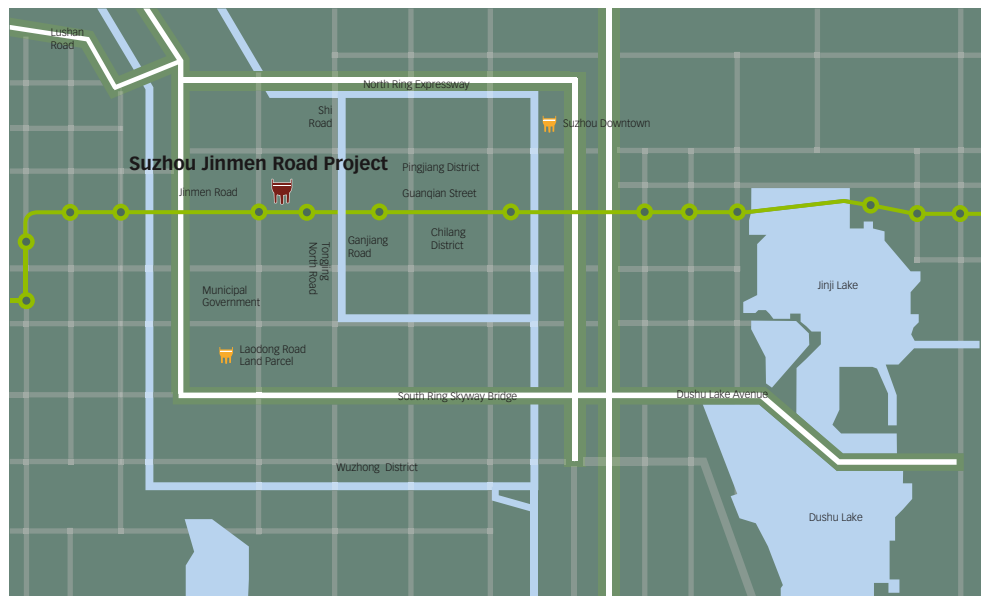 Lushan
Road
North Ring Expressway
Shi
Road
Suzhou Downtown
Suzhou Jinmen Road Project
Pingjiang District
Jinmen Road
Guanqian Street
Ganjiang
Road
Chilang
District
Tongjing
North Road
Municipal
Government
Jinji Lake
Laodong Road
Land Parcel
South Ring Skyway Bridge
Dushu Lake Avenue
Wuzhong District
Dushu Lake